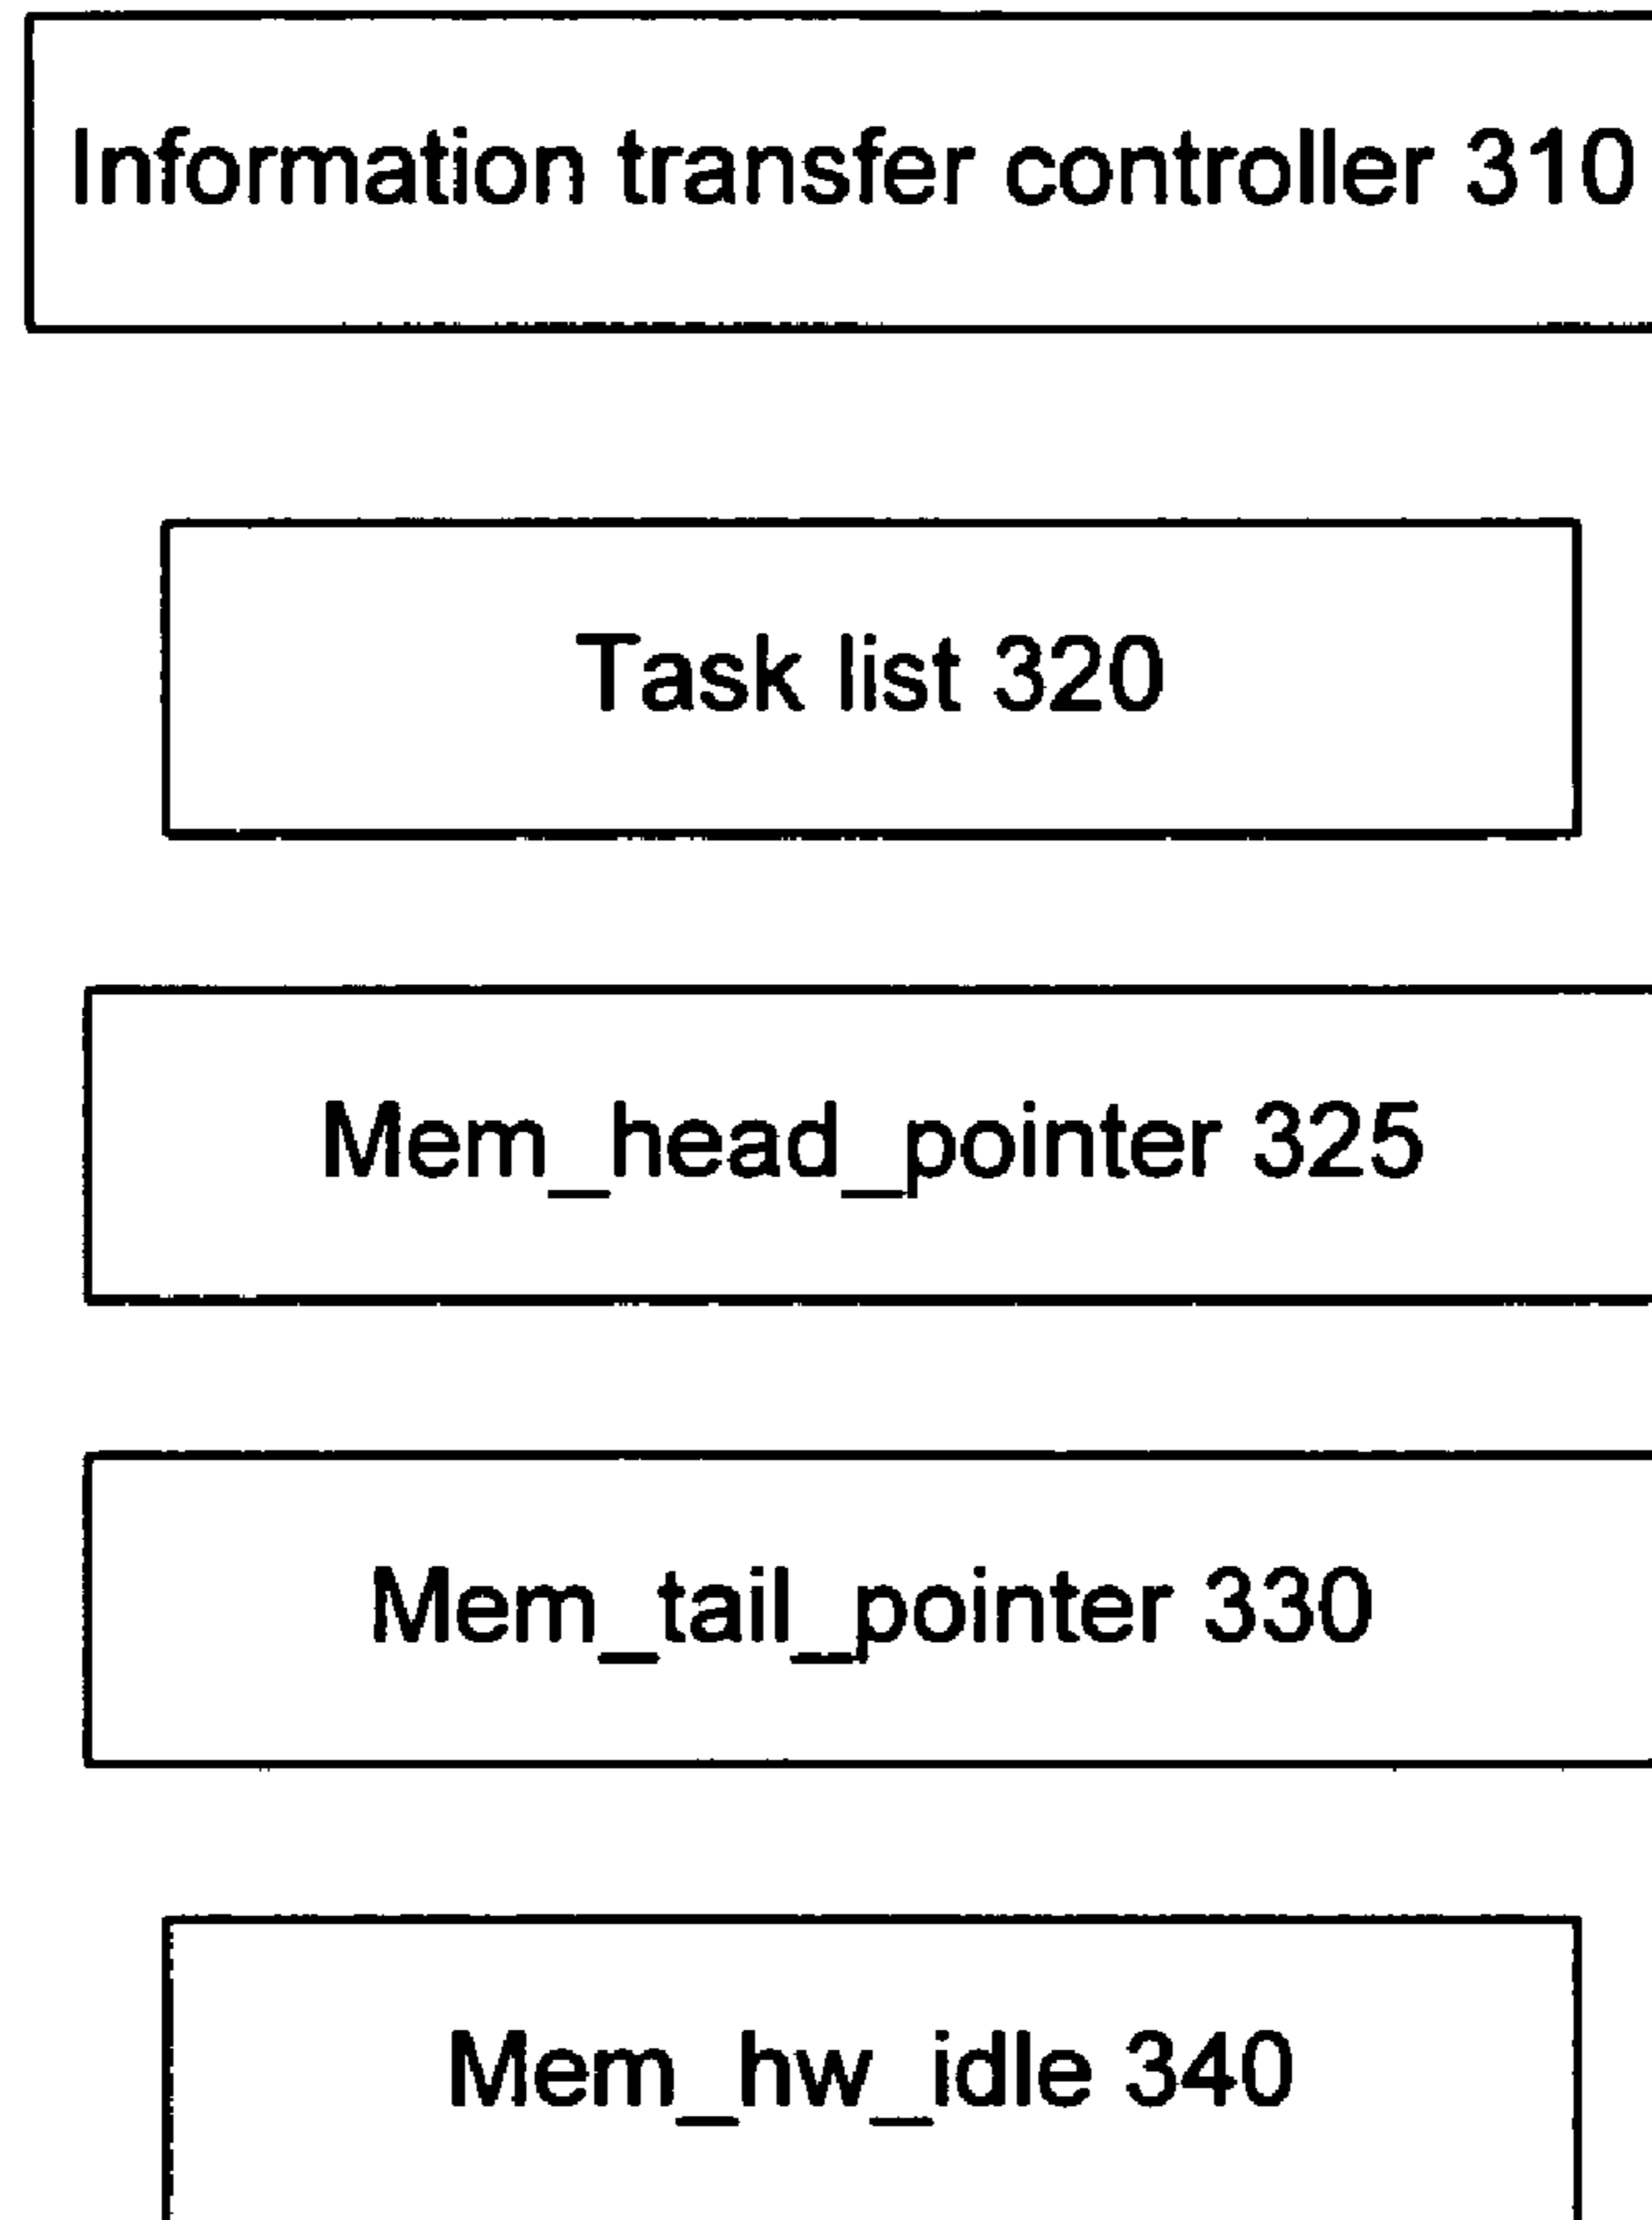 Information transfer controller 310
Task list 320
Mem_head_pointer 325
Mem_tail_pointer 330
Mem_hw_idle 340